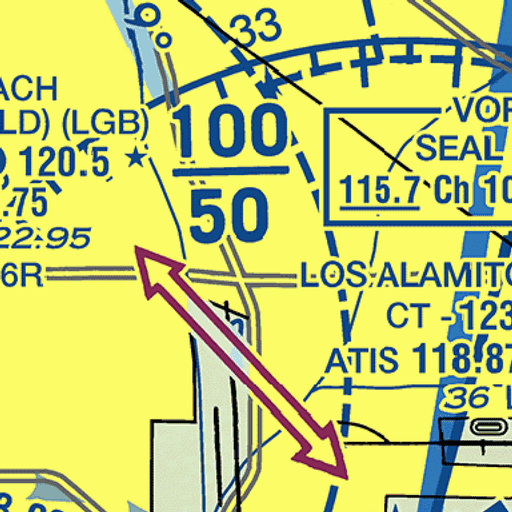 33
ACH
LD) (LGB)
120.5 ★
.75
22.95
6R
100
50
VOR
SEAL
115.7 Ch 10
LOS ALAMITO
CT - 123
ATIS 118.87
36